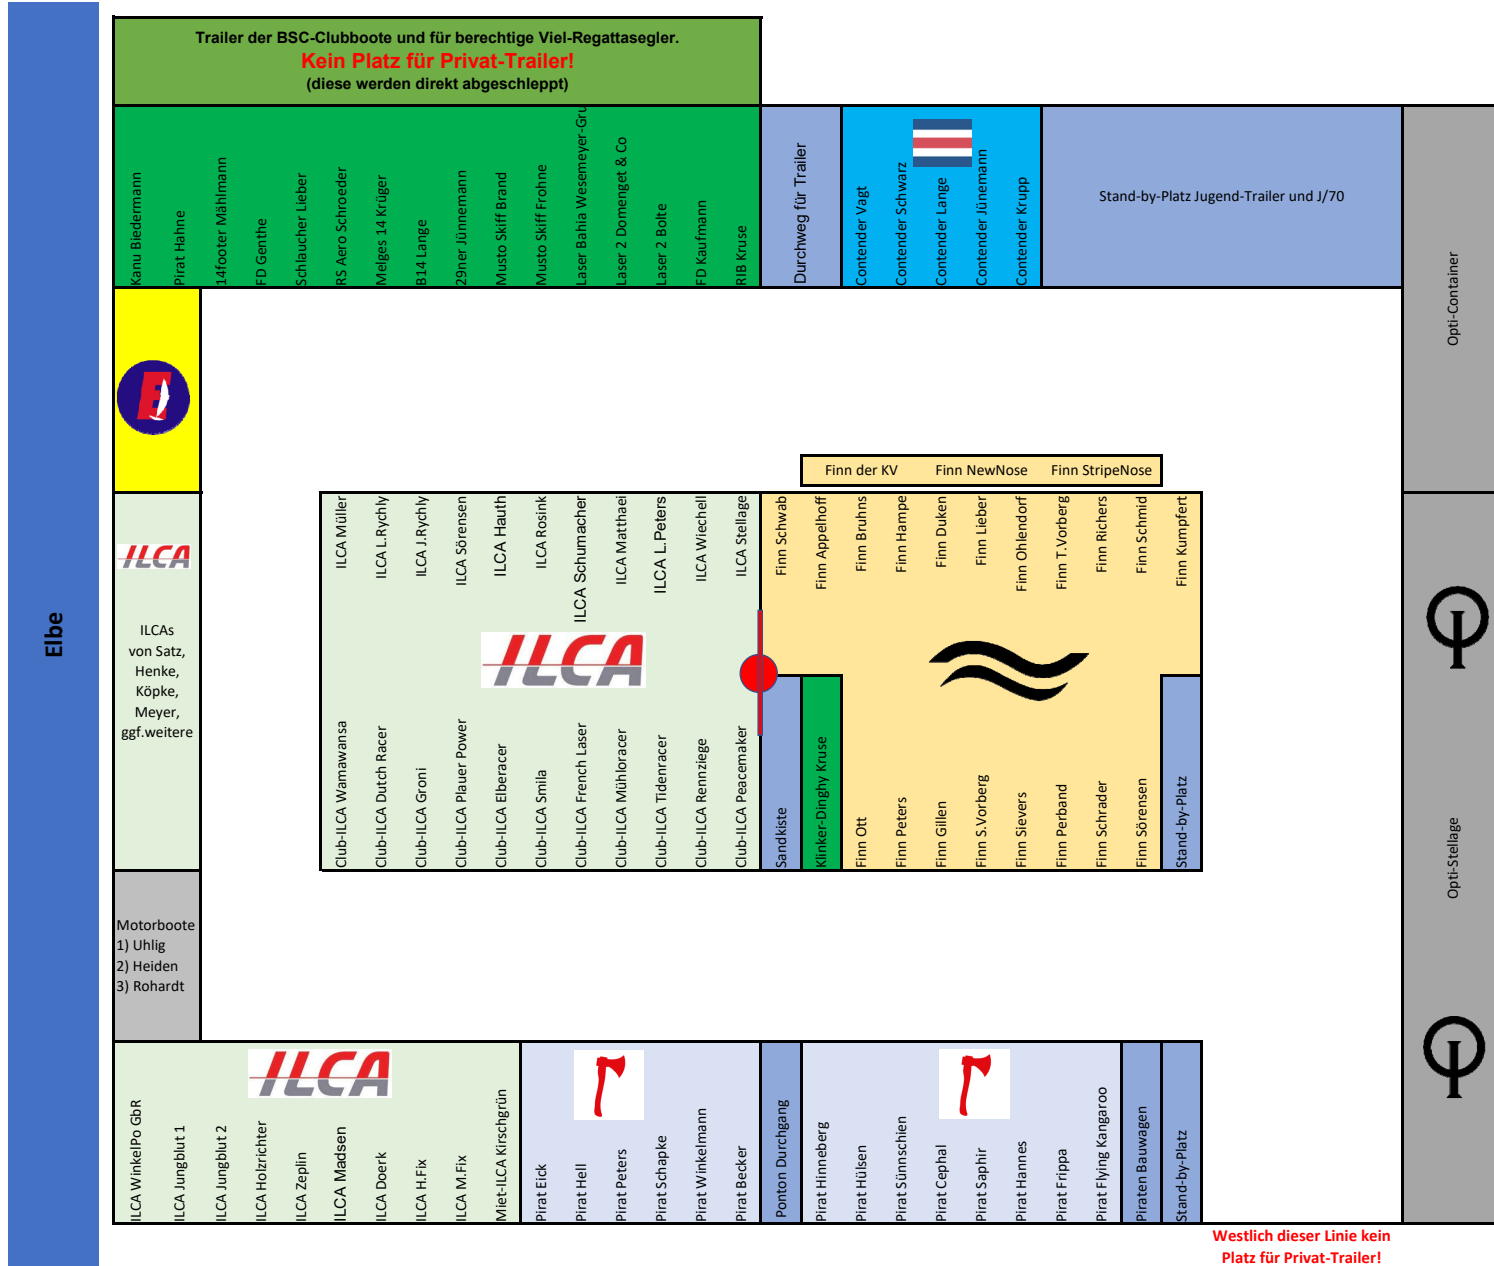 Trailer der BSC-Clubboote und für berechtige Viel-Regattasegler.
Kein Platz für Privat-Trailer!
(diese werden direkt abgeschleppt)
Elbe
Kanu Biedermann
Pirat Hahne
14footer Mählmann
FD Genthe
Schlaucher Lieber
RS Aero Schroeder
Melges 14 Krüger
B14 Lange
29ner Jünnemann
Musto Skiff Brand
Musto Skiff Frohne
Laser Bahia Wesemeyer-Gru
Laser 2 Domenget & Co
Laser 2 Bolte
FD Kaufmann
RIB Kruse
Durchweg für Trailer
Contender Vagt
Contender Schwarz
Contender Lange
Contender Jünemann
Contender Krupp
Stand-by-Platz Jugend-Trailer und J/70
Opti-Container
E
Finn der KV
Finn NewNose
Finn StripeNose
ILCA
ILCAs
von Satz,
Henke,
Köpke,
Meyer,
ggf.weitere
ILCA Müller
ILCA L.Rychly
ILCA J.Rychly
ILCA Sörensen
ILCA Hauth
ILCA Rosink
ILCA Schumacher
ILCA Matthaei
ILCA L.Peters
ILCA Wiechell
ILCA Stellage
Finn Schwab
Finn Appelhoff
Finn Bruhns
Finn Hampe
Finn Duken
Finn Lieber
Finn Ohlendorf
Finn T.Vorberg
Finn Richers
Finn Schmid
Finn Kumpfert
ILCA
Club-ILCA Wamawansa
Club-ILCA Dutch Racer
Club-ILCA Groni
Club-ILCA Plauer Power
Club-ILCA Elberacer
Club-ILCA Smila
Club-ILCA French Laser
Club-ILCA Mühloracer
Club-ILCA Tidenracer
Club-ILCA Rennziege
Club-ILCA Peacemaker
Sandkiste
Klinker-Dinghy Kruse
Finn Ott
Finn Peters
Finn Gillen
Finn S.Vorberg
Finn Sievers
Finn Perband
Finn Schrader
Finn Sörensen
Stand-by-Platz
Opti-Stellage
Motorboote
1) Uhlig
2) Heiden
3) Rohardt
ILCA
ILCA WinkelPo GbR
ILCA Jungblut 1
ILCA Jungblut 2
ILCA Holzrichter
ILCA Zeplin
ILCA Madsen
ILCA Doerk
ILCA H.Fix
ILCA M.Fix
Miet-ILCA Kirschgrün
Pirat Eick
Pirat Hell
Pirat Peters
Pirat Schapke
Pirat Winkelmann
Pirat Becker
Ponton Durchgang
Pirat Hinneberg
Pirat Hülsen
Pirat Sünnschien
Pirat Cephal
Pirat Saphir
Pirat Hannes
Pirat Frippa
Pirat Flying Kangaroo
Piraten Bauwagen
Stand-by-Platz
Westlich dieser Linie kein
Platz für Privat-Trailer!